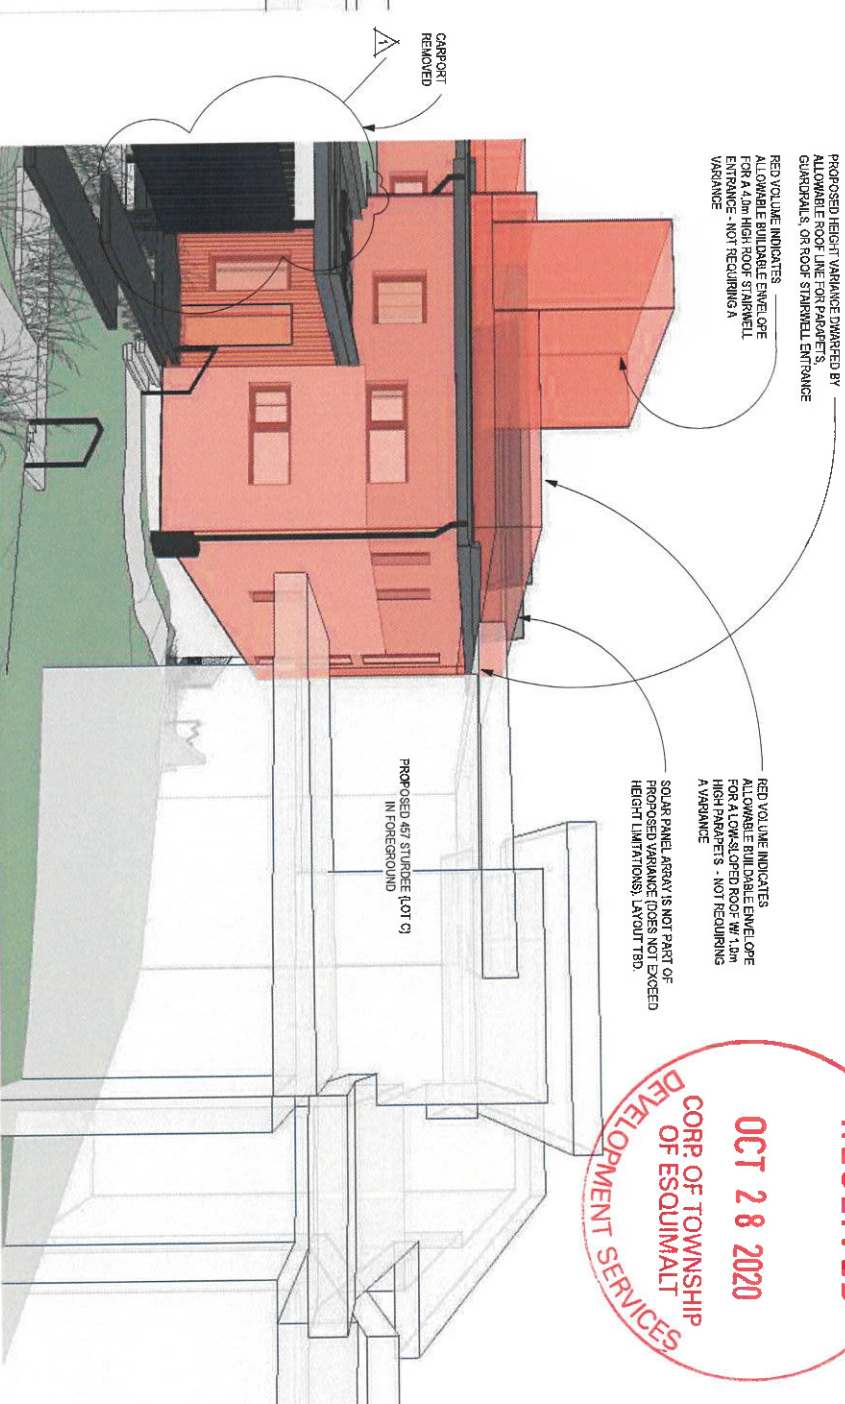 CARPORT
REMOVED
1
PROPOSED HEIGHT VARIANCE DWARFED BY
ALLOWABLE ROOF LINE FOR PARAPETS,
GUARDRAILS, OR ROOF STAIRWELL ENTRANCE
RED VOLUME INDICATES
ALLOWABLE BUILDABLE ENVELOPE
FOR A 4.0m HIGH ROOF STAIRWELL
ENTRANCE - NOT REQUIRING A
VARIANCE
RED VOLUME INDICATES
ALLOWABLE BUILDABLE ENVELOPE
FOR A LOW-SLOPED ROOF W/ 1.0m
HIGH PARAPETS - NOT REQUIRING
A VARIANCE
SOLAR PANEL ARRAY IS NOT PART OF
PROPOSED VARIANCE (DOES NOT EXCEED
HEIGHT LIMITATIONS). LAYOUT TBD.
PROPOSED 457 STURDEE (LOT C)
IN FOREGROUND
OCT 28 2020
CORP. OF TOWNSHIP
OF ESQUIMALT
DEVELOPMENT SERVICES